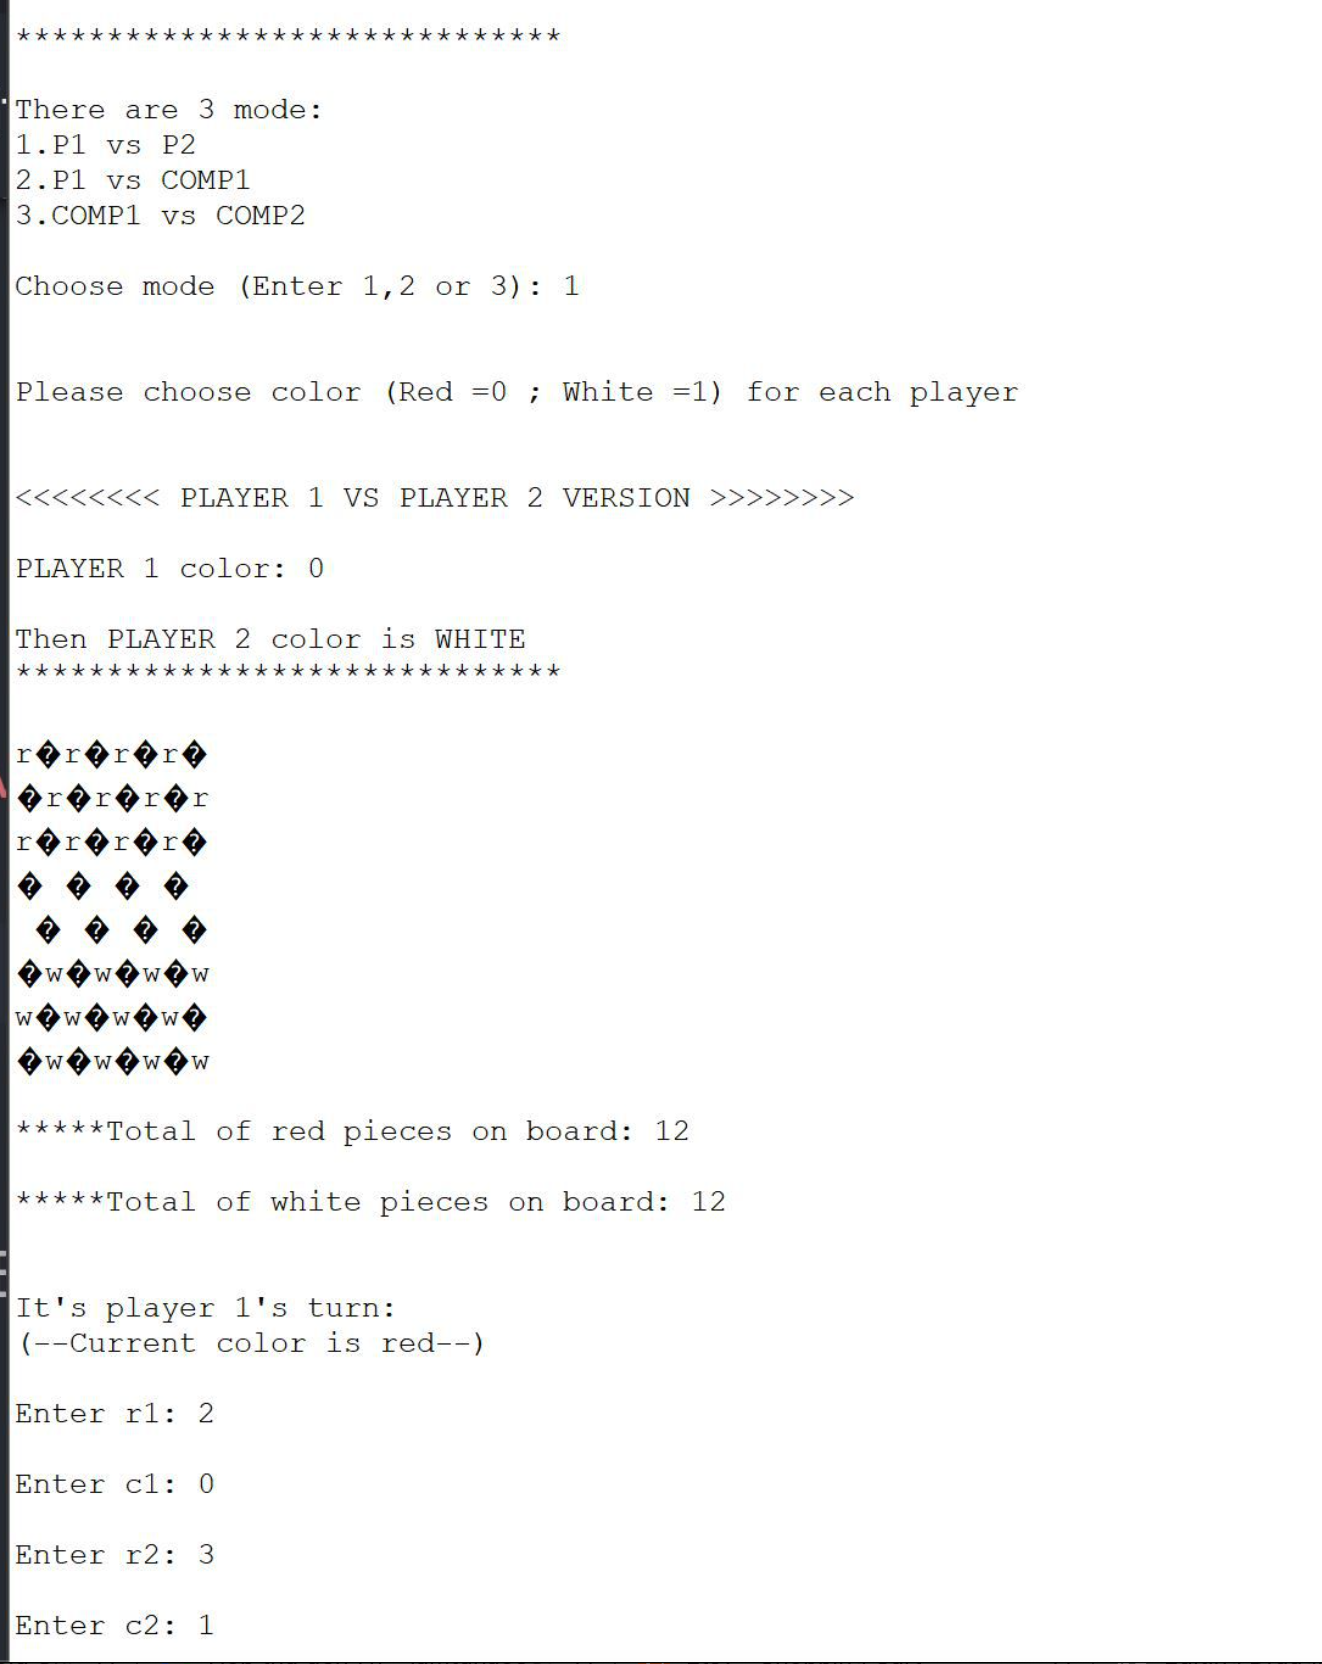 ******************************
There are 3 mode:
1.P1 vs P2
2.P1 vs COMP1
3.COMP1 vs COMP2
Choose mode (Enter 1,2 or 3): 1
Please choose color (Red =0 ; White =1) for each player
<<<<<<<< PLAYER 1 VS PLAYER 2 VERSION >>>>>>>>
PLAYER 1 color: 0
Then PLAYER 2 color is WHITE
******************************
r�r�r�r�
�r�r�r�r
r�r�r�r�
� � � �
 � � � �
�w�w�w�w
w�w�w�w�
�w�w�w�w
*****Total of red pieces on board: 12
*****Total of white pieces on board: 12
It's player 1's turn:
(--Current color is red--)
Enter r1: 2
Enter c1: 0
Enter r2: 3
Enter c2: 1